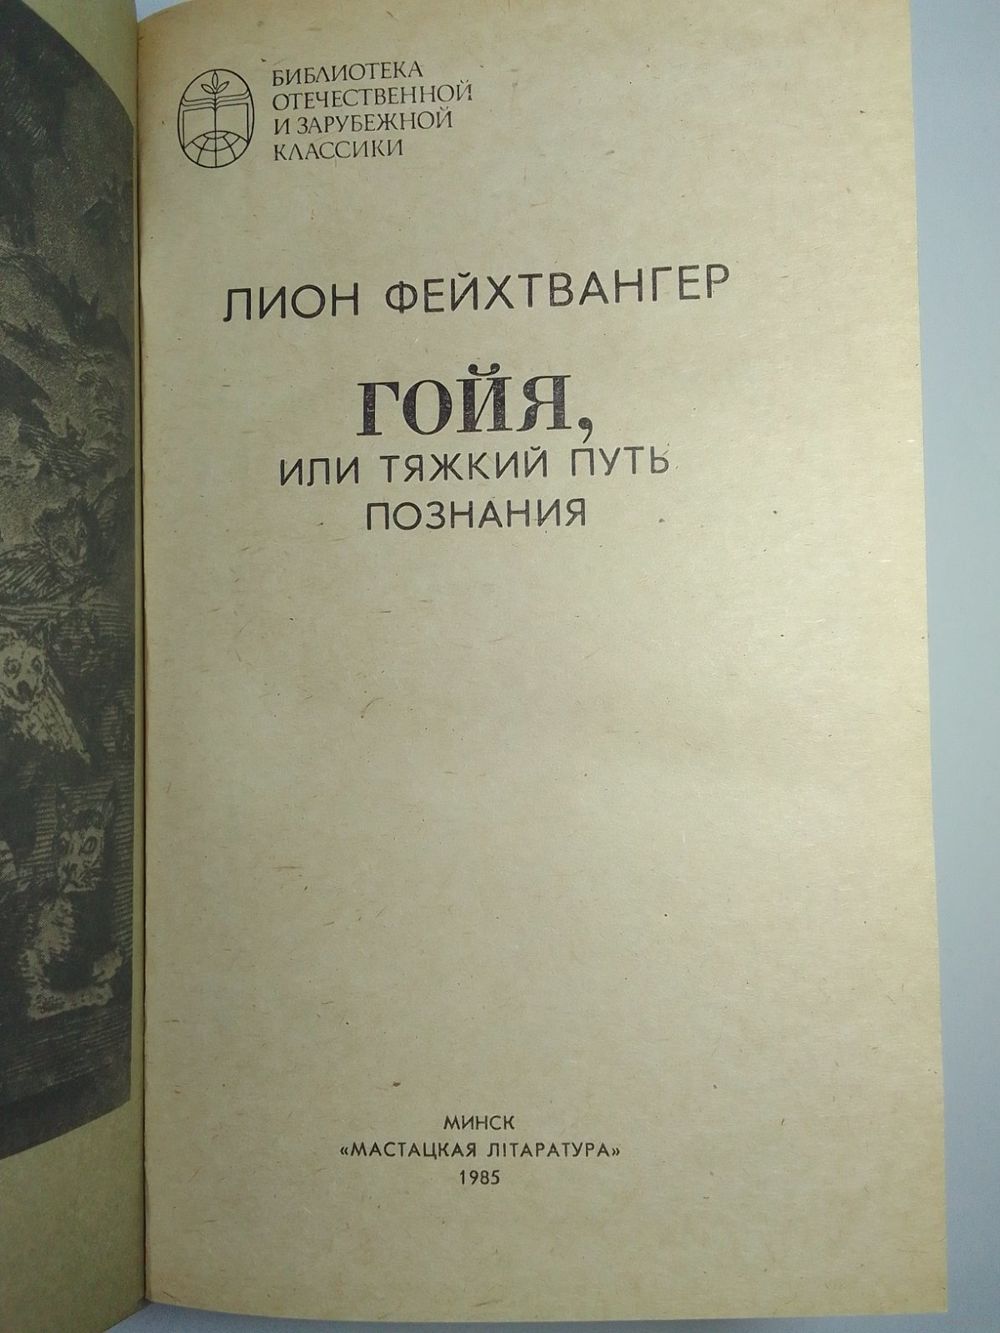 БИБЛИОТЕКА
ОТЕЧЕСТВЕННОЙ
И ЗАРУБЕЖНОЙ
КЛАССИКИ
ЛИОН ФЕЙХТВАНГЕР
ГОЙЯ,
ИЛИ ТЯЖКИЙ ПУТЬ
ПОЗНАНИЯ
МИНСК
«МАСТАЦКАЯ ЛІТАРАТУРА»
1985